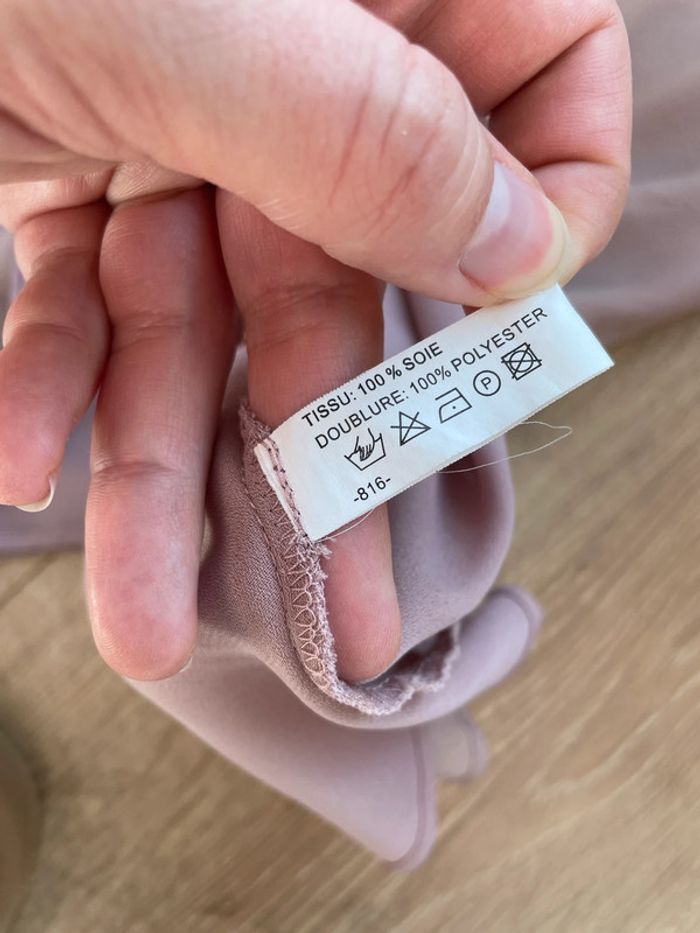 TISSU: 100 % SOIE
DOUBLURE: 100% POLYESTER
P
-816-